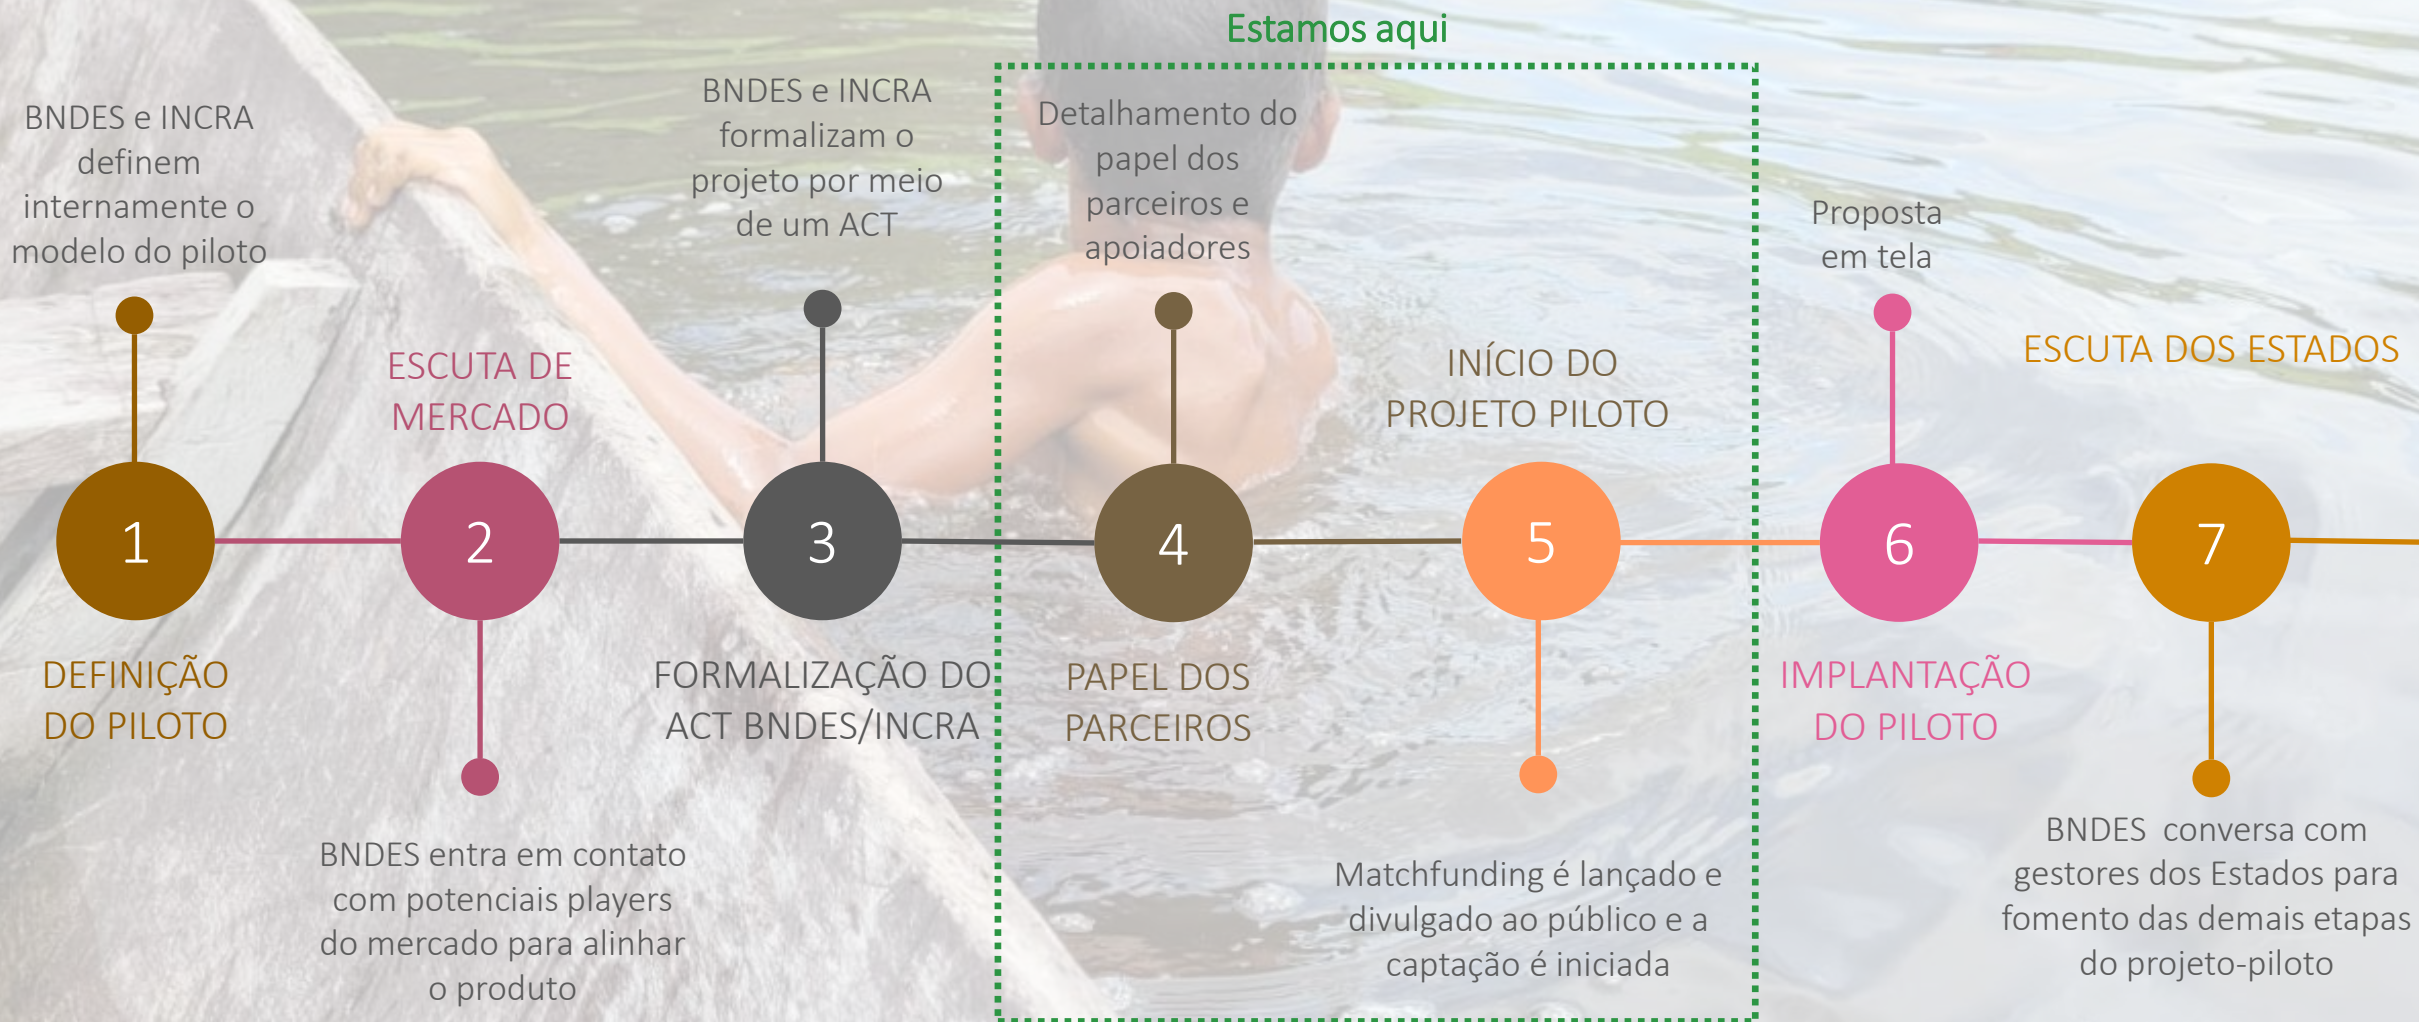 Estamos aqui
BNDES e INCRA
definem
internamente o
modelo do piloto
1
DEFINIÇÃO
DO PILOTO
ESCUTA DE
MERCADO
2
BNDES entra em contato
com potenciais players
do mercado para alinhar
o produto
BNDES e INCRA
formalizam o
projeto por meio
de um ACT
3
FORMALIZAÇÃO DO
ACT BNDES/INCRA
Detalhamento do
papel dos
parceiros e
apoiadores
4
PAPEL DOS
PARCEIROS
INÍCIO DO
PROJETO PILOTO
5
Matchfunding é lançado e
divulgado ao público e a
captação é iniciada
Proposta
em tela
6
IMPLANTAÇÃO
DO PILOTO
ESCUTA DOS ESTADOS
7
BNDES  conversa com
gestores dos Estados para
fomento das demais etapas
do projeto-piloto